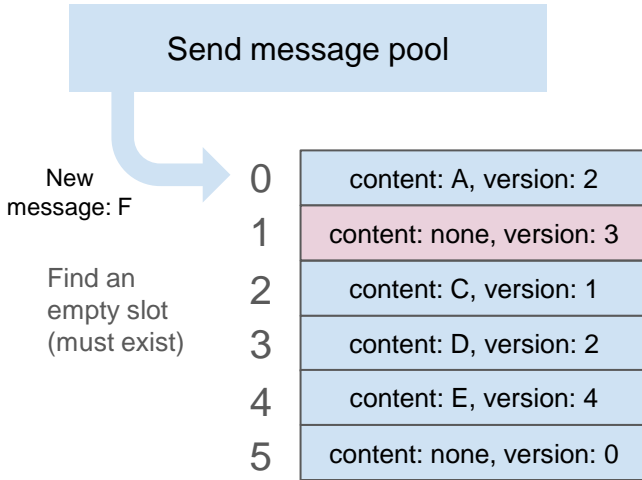 Send message pool
New
message: F
Find an
empty slot
(must exist)
0 content: A, version: 2
1 content: none, version: 3
2 content: C, version: 1
3 content: D, version: 2
4 content: E, version: 4
5 content: none, version: 0